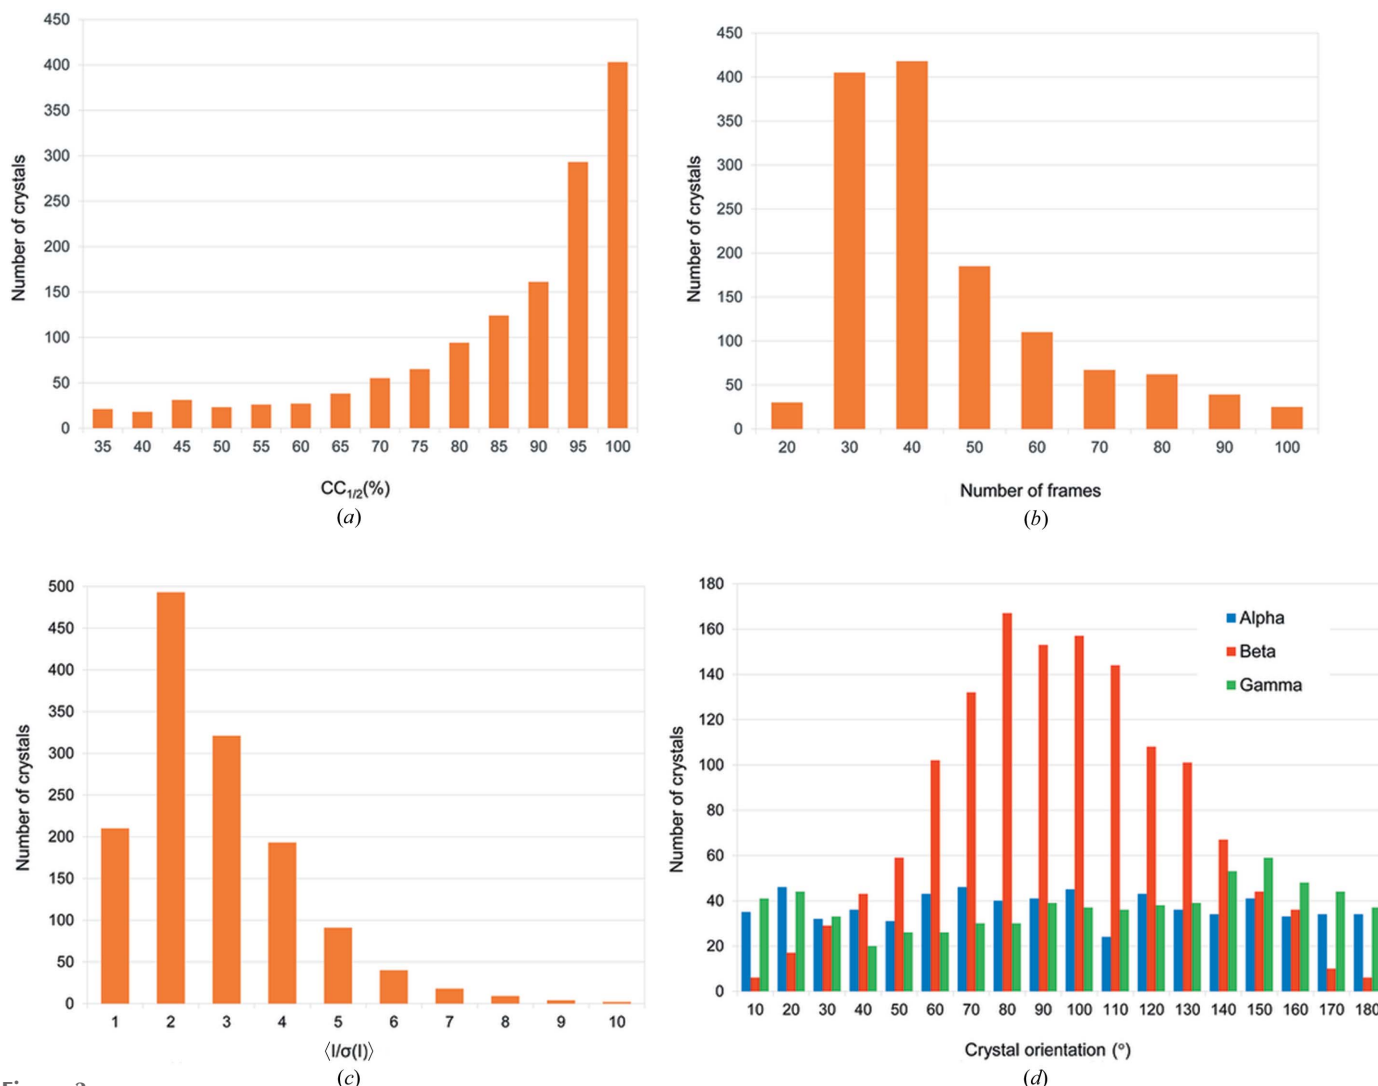 450
400
350
300
250
200
150
100
50
0
Number of crystals
35 40 45 50 55 60 65 70 75 80 85 90 95 100
CC1/2(%)
(a)
450
400
350
300
250
200
150
100
50
0
Number of crystals
20 30 40 50 60 70 80 90 100
Number of frames
(b)
500
450
400
350
300
250
200
150
100
50
0
Number of crystals
1 2 3 4 5 6 7 8 9 10
⟨I/σ(I)⟩
(c)
180
160
140
120
100
80
60
40
20
0
Number of crystals
Alpha
Beta
Gamma
10 20 30 40 50 60 70 80 90 100 110 120 130 140 150 160 170 180
Crystal orientation (°)
(d)